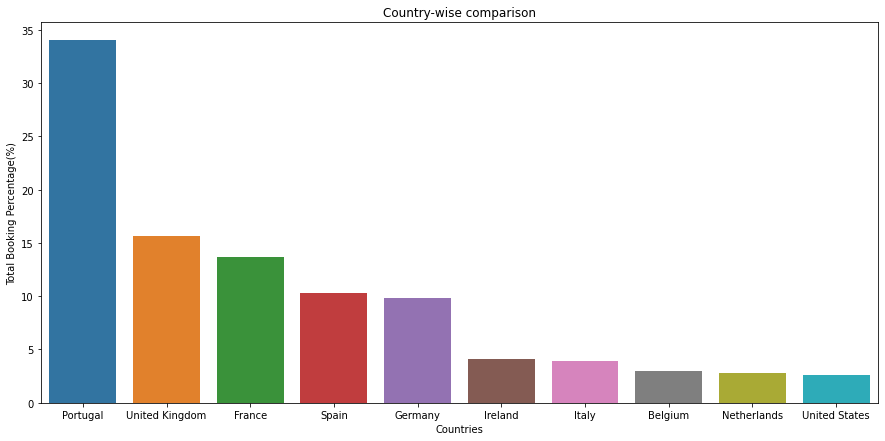 Country-wise comparison
Total Booking Percentage(%)
35
30
25
20
15
10
5
0
Portugal United Kingdom France Spain Germany Ireland Italy Belgium Netherlands United States
Countries